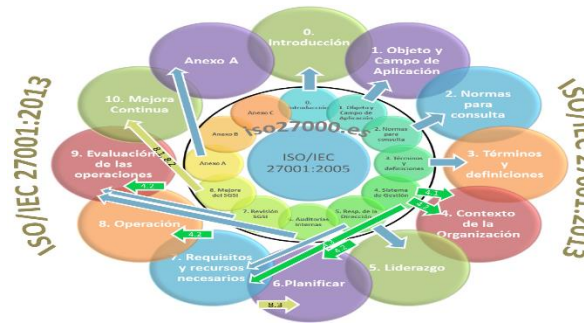 0.
Introducción
1. Objeto y
Campo de
Aplicación
2. Normas
para
consulta
3. Términos
y
definiciones
4. Contexto
de la
Organización
5. Liderazgo
6.Planificar
7. Requisitos
y recursos
necesarios
8. Operación
9. Evaluación
de las
operaciones
10. Mejora
Continua
Anexo A
ISO/IEC 27001:2013
ISO/IEC 27001:2013
0.
Introducción
1. Objeto y
Campo de
Aplicación
2. Normas
para
consulta
3. Términos y
definiciones
4. Sistema de
Gestión
5. Resp. de la
Dirección
6. Auditorías
internas
7. Revisión
SGSI
8. Mejora del
SGSI
Anexo A
Anexo B
Anexo C
iso27000.es
ISO/IEC
27001:2005
4.1
4.2
4.2
8.3